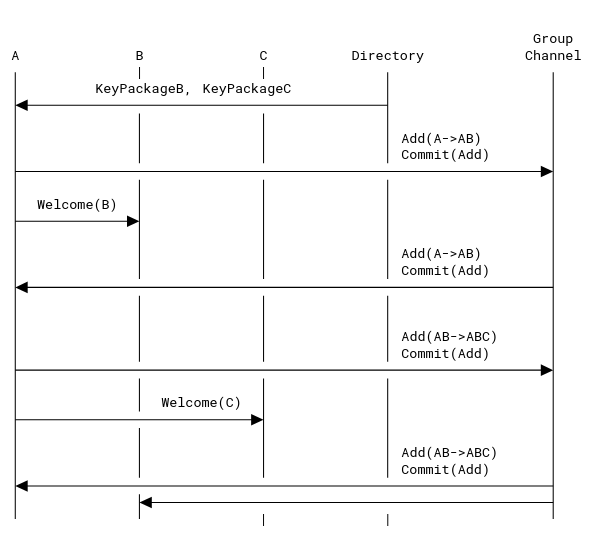 Group
A B C Directory Channel
KeyPackageB, KeyPackageC
Add(A->AB)
Commit(Add)
Welcome(B)
Add(A->AB)
Commit(Add)
Add(AB->ABC)
Commit(Add)
Welcome(C)
Add(AB->ABC)
Commit(Add)